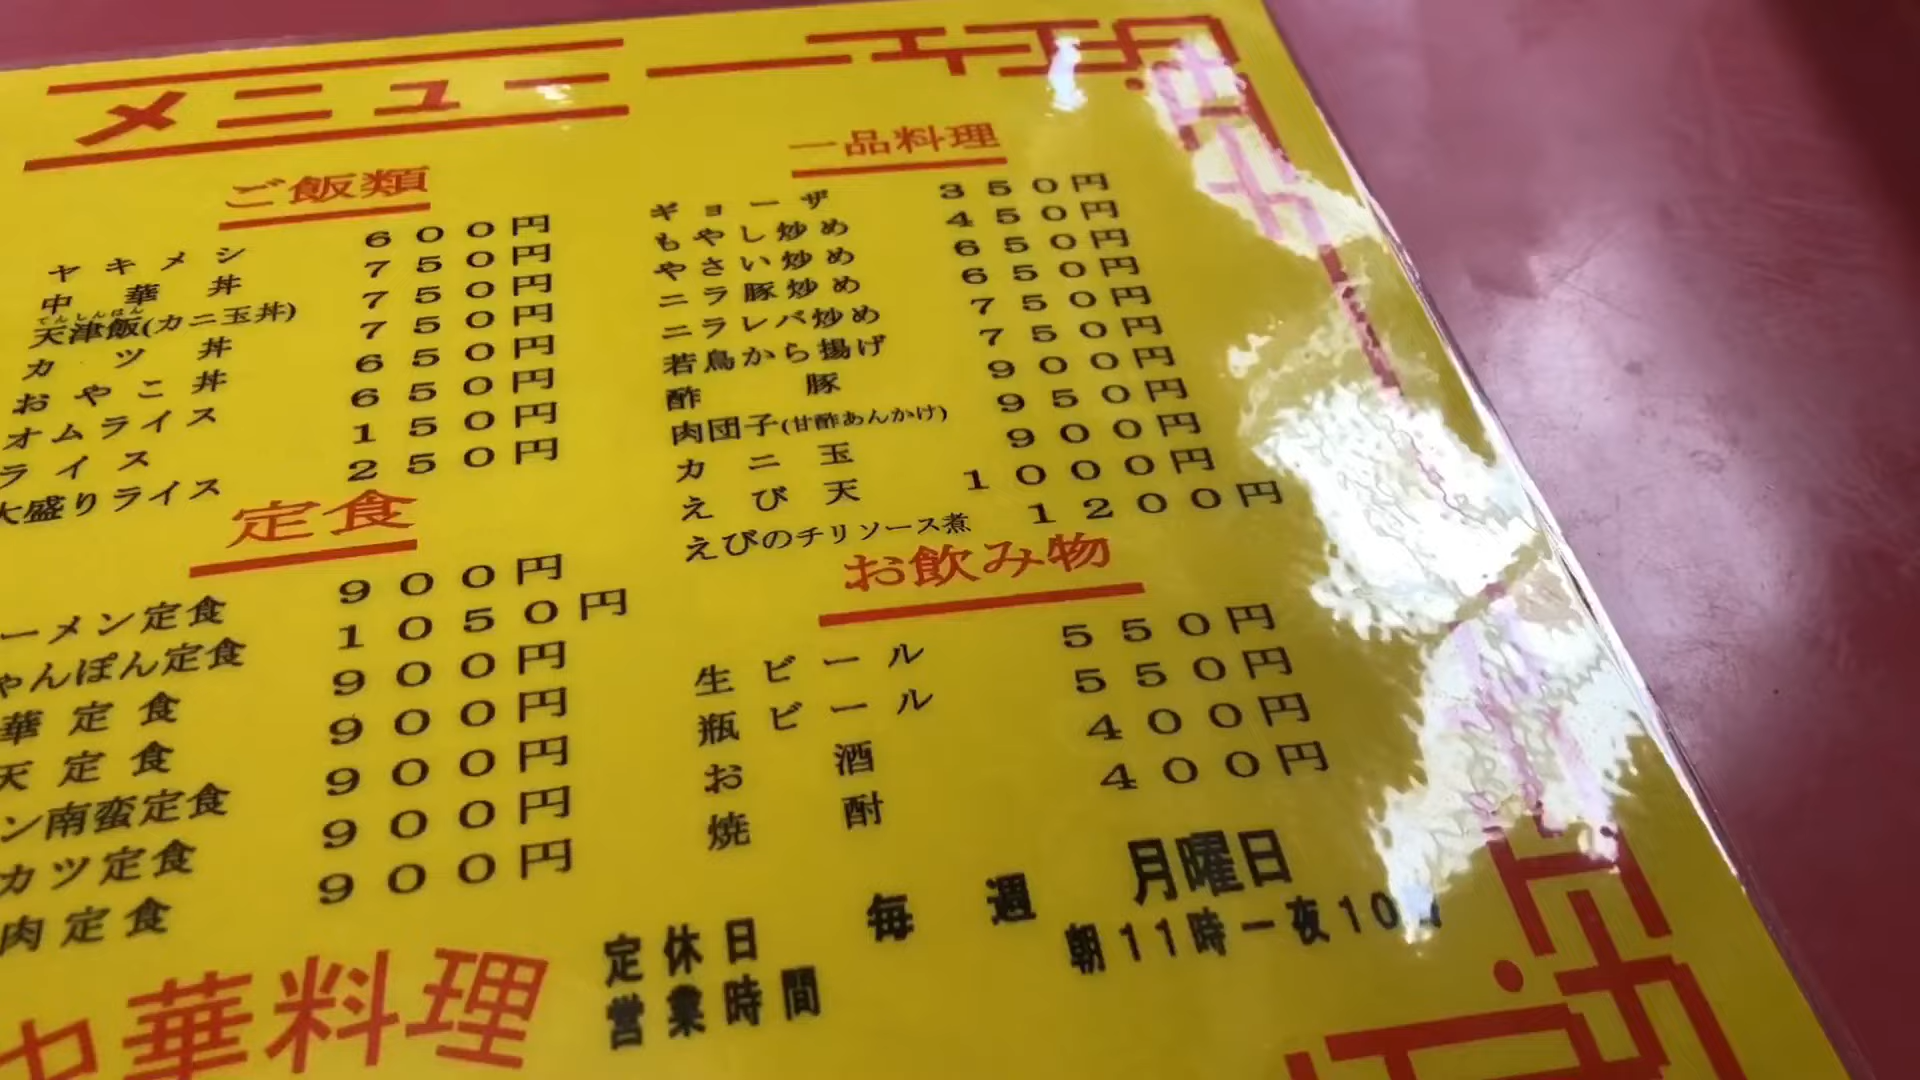 メニュー
ご飯類
ヤキメシ 600円
中華丼 750円
てんしんはん
天津飯(カニ玉丼) 750円
カツ丼 750円
おやこ丼 650円
オムライス 650円
ライス 150円
大盛りライス 250円
定食
ーメン定食 900円
ゃんぽん定食 1050円
華定食 900円
天定食 900円
ン南蛮定食 900円
カツ定食 900円
肉定食 900円
一品料理
ギョーザ 350円
もやし炒め 450円
やさい炒め 650円
ニラ豚炒め 650円
ニラレバ炒め 750円
若鳥から揚げ 750円
酢豚 900円
肉団子(甘酢あんかけ) 950円
カニ玉 900円
えび天 1000円
えびのチリソース煮 1200円
お飲み物
生ビール 550円
瓶ビール 550円
お酒 400円
焼酎 400円
中華料理
定休日 毎週 月曜日
営業時間 朝11時ー夜10